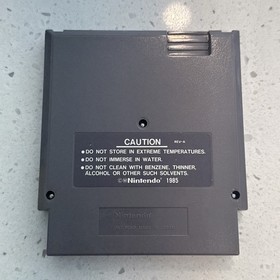 CAUTION REV-A
• DO NOT STORE IN EXTREME TEMPERATURES.
• DO NOT IMMERSE IN WATER.
• DO NOT CLEAN WITH BENZENE, THINNER,
ALCOHOL OR OTHER SUCH SOLVENTS.
©®Nintendo 1985